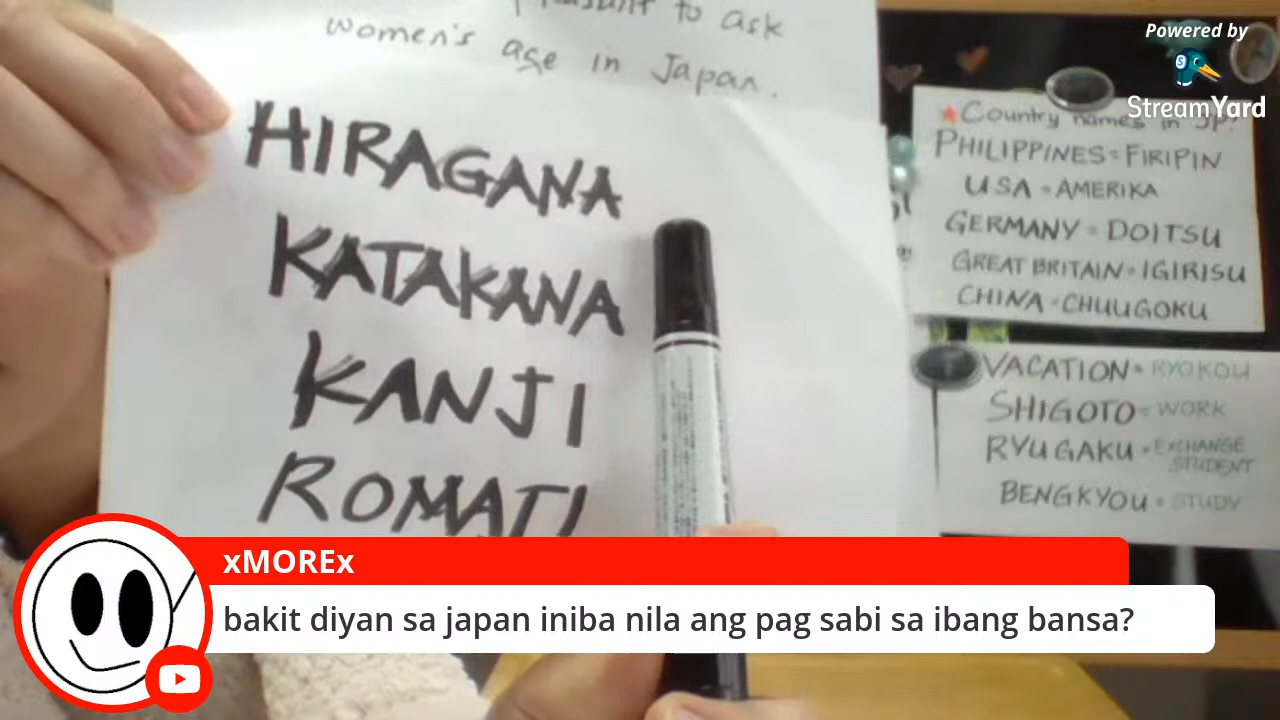 to ask
women's age in Japan.
HIRAGANA
KATAKANA
KANJI
ROMAJI
Powered by
StreamYard
★Country names in JP!
PHILIPPINES = FIRIPIN
USA = AMERIKA
GERMANY = DOITSU
GREAT BRITAIN = IGIRISU
CHINA = CHUUGOKU
VACATION = RYOKOU
SHIGOTO = WORK
RYUGAKU = EXCHANGE
STUDENT
BENGKYOU = STUDY
xMOREx
bakit diyan sa japan iniba nila ang pag sabi sa ibang bansa?